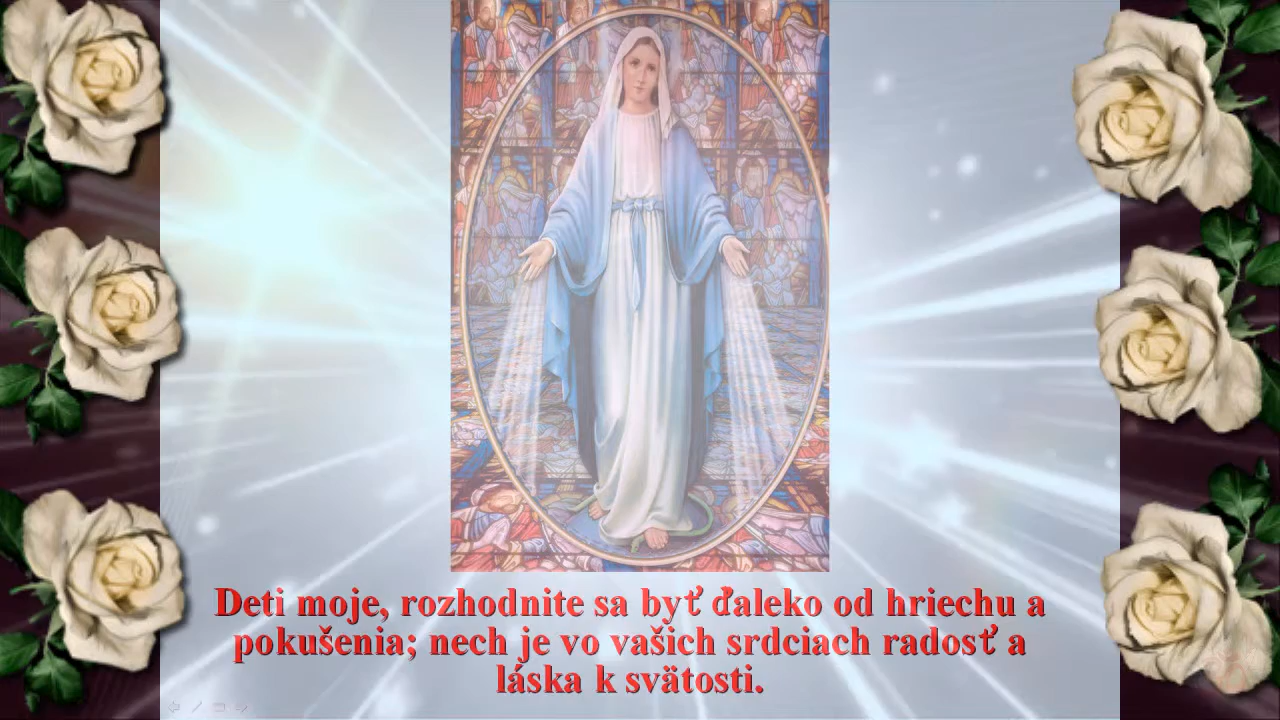 Deti moje, rozhodnite sa byť ďaleko od hriechu a
pokušenia; nech je vo vašich srdciach radosť a
láska k svätosti.